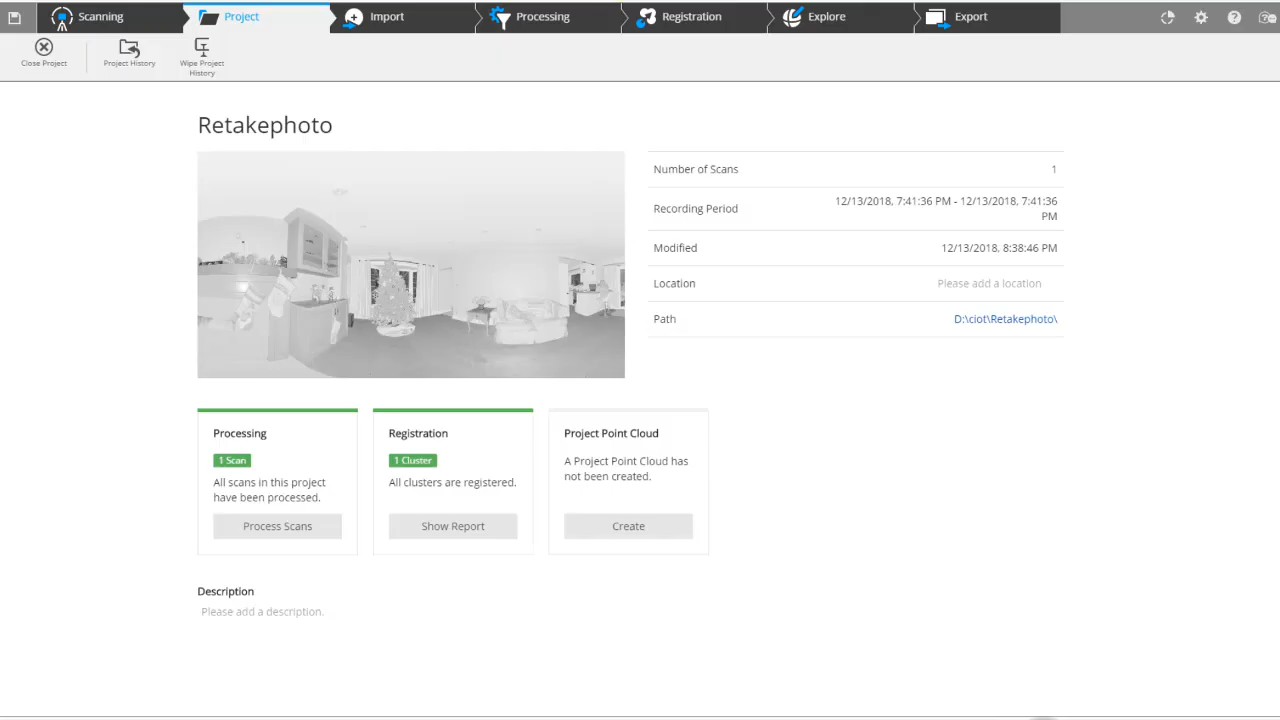 Scanning
Project
Import
Processing
Registration
Explore
Export
Close Project
Project History
Wipe Project
History
Retakephoto
Number of Scans
1
Recording Period
12/13/2018, 7:41:36 PM - 12/13/2018, 7:41:36
PM
Modified
12/13/2018, 8:38:46 PM
Location
Please add a location
Path
D:\ciot\Retakephoto\
Processing
1 Scan
All scans in this project
have been processed.
Process Scans
Registration
1 Cluster
All clusters are registered.
Show Report
Project Point Cloud
A Project Point Cloud has
not been created.
Create
Description
Please add a description.